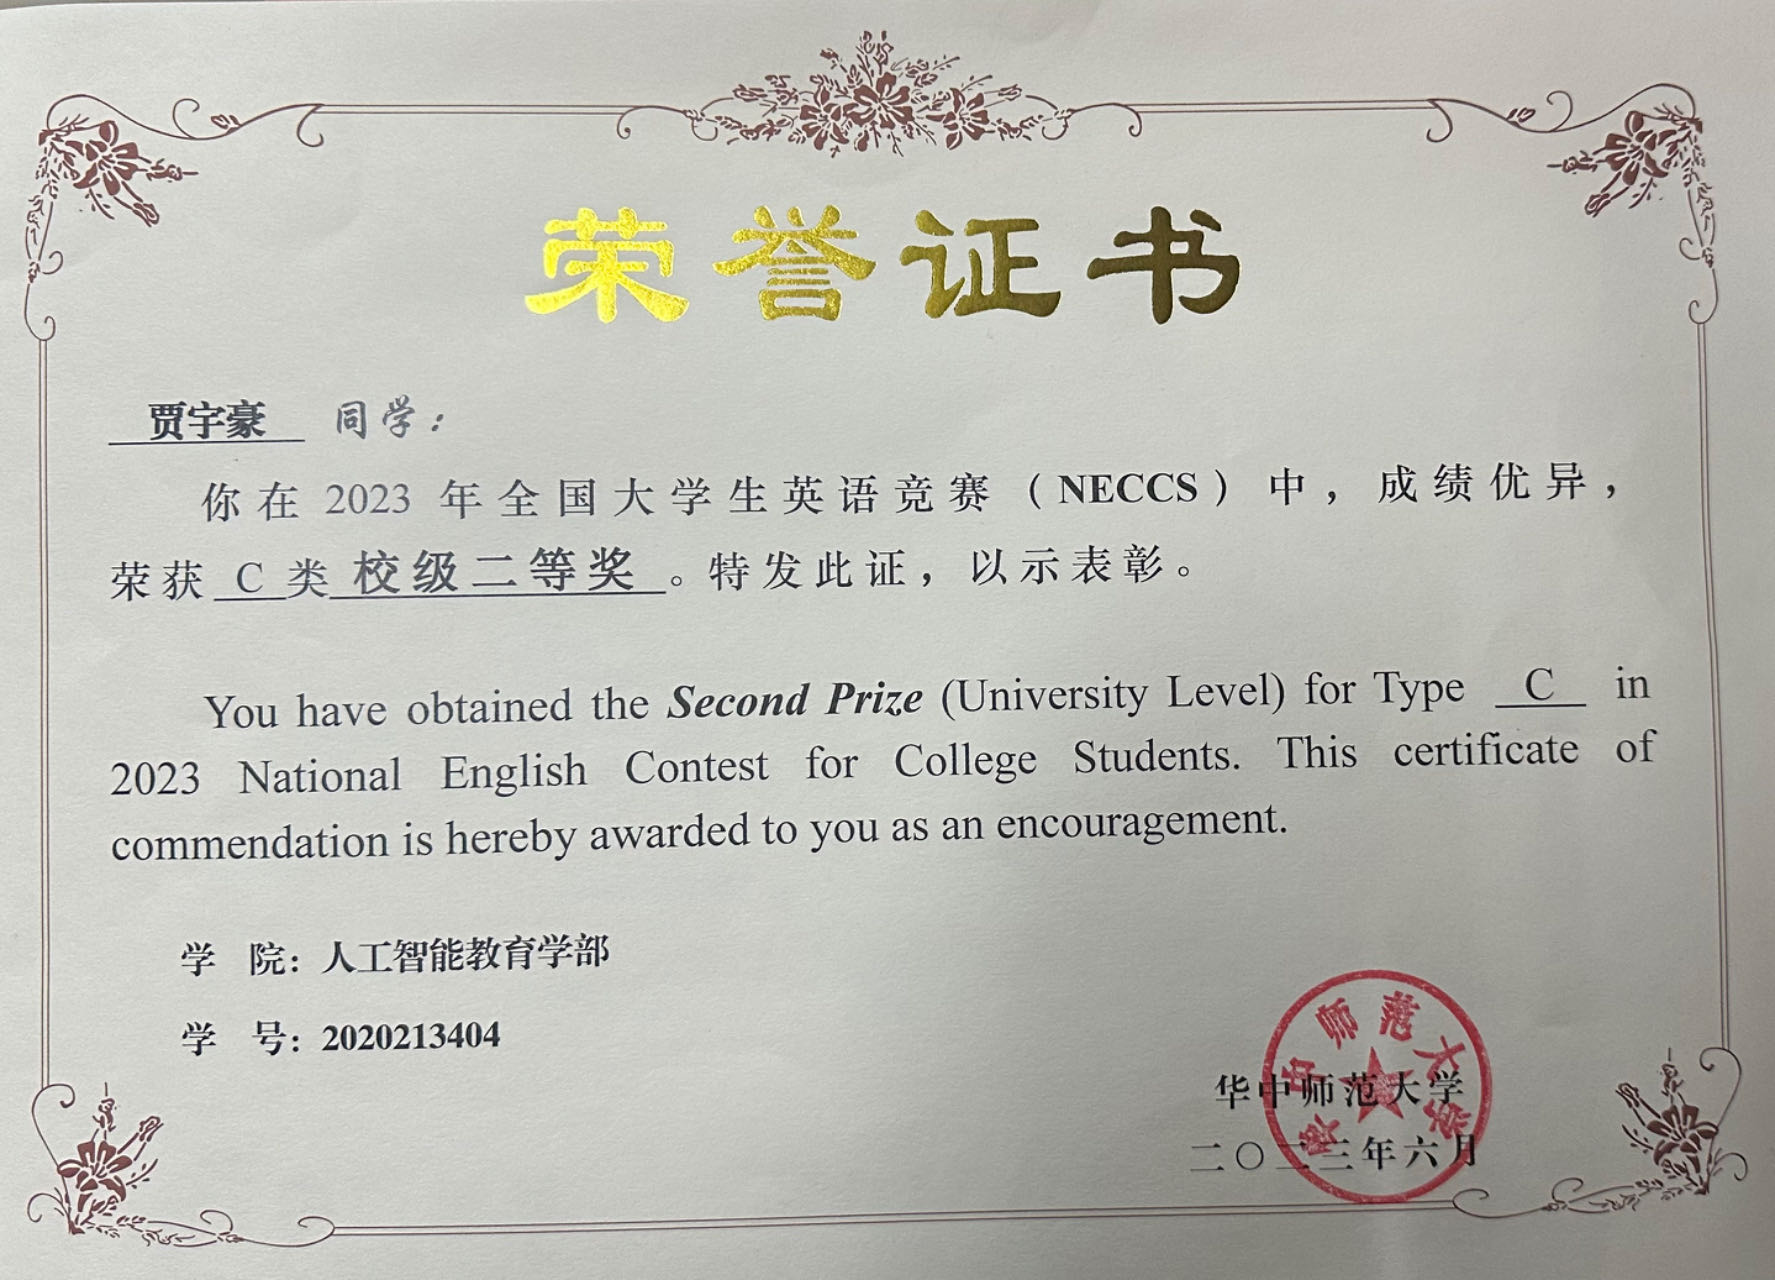 荣誉证书
贾宇豪 同学：
你在 2023 年全国大学生英语竞赛（NECCS）中，成绩优异，
荣获 C 类 校级二等奖 。特发此证，以示表彰。
You have obtained the Second Prize (University Level) for Type C in
2023 National English Contest for College Students. This certificate of
commendation is hereby awarded to you as an encouragement.
学 院：人工智能教育学部
学 号：2020213404
华中师范大学
华中师范大学
二〇二三年六月